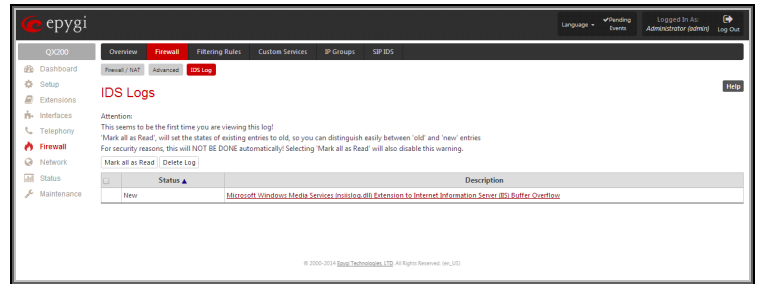 epygi
Language
Pending Events
Logged In As:
Administrator (admin)
Log Out
QX200
Overview
Firewall
Filtering Rules
Custom Services
IP Groups
SIP IDS
Dashboard
Setup
Extensions
Interfaces
Telephony
Firewall
Network
Status
Maintenance
Firewall / NAT
Advanced
IDS Log
IDS Logs
Help
Attention:
This seems to be the first time you are viewing this log!
'Mark all as Read', will set the states of existing entries to old, so you can distinguish easily between 'old' and 'new' entries
For security reasons, this will NOT BE DONE automatically! Selecting 'Mark all as Read' will also disable this warning.
Mark all as Read
Delete Log
Status
Description
New
Microsoft Windows Media Services (nsiislog.dll) Extension to Internet Information Server (IIS) Buffer Overflow
© 2000-2014 Epygi Technologies, LTD. All Rights Reserved. (en_US)